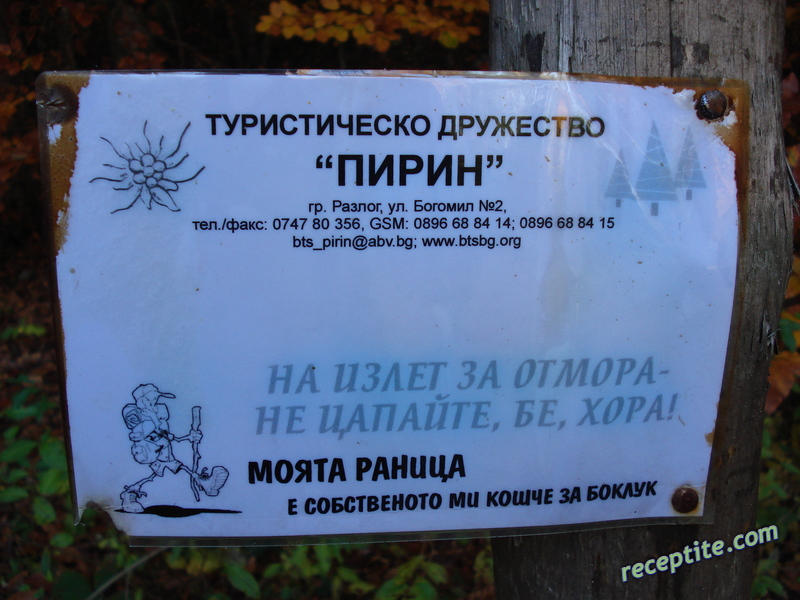 ТУРИСТИЧЕСКО ДРУЖЕСТВО
“ПИРИН”
гр. Разлог, ул. Богомил №2,
тел./факс: 0747 80 356, GSM: 0896 68 84 14; 0896 68 84 15
bts_pirin@abv.bg; www.btsbg.org
НА ИЗЛЕТ ЗА ОТМОРА-
НЕ ЦАПАЙТЕ, БЕ, ХОРА!
МОЯТА РАНИЦА
Е СОБСТВЕНОТО МИ КОШЧЕ ЗА БОКЛУК
receptite.com